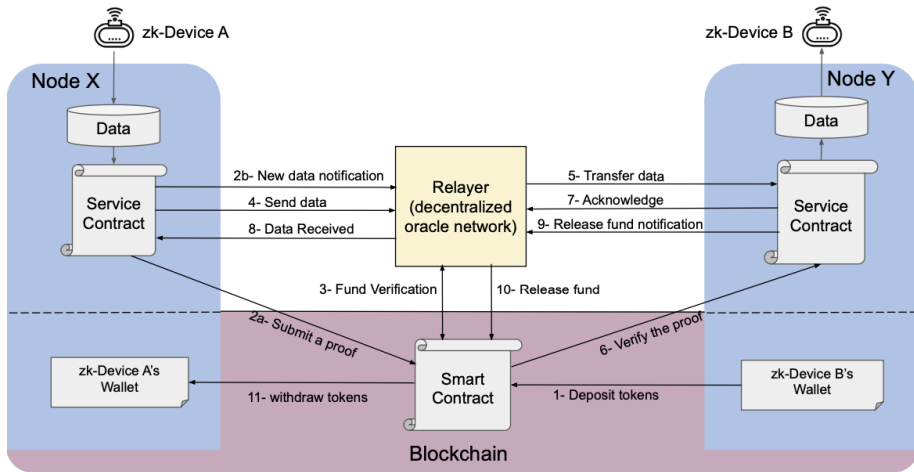 zk-Device A
zk-Device B
Node X
Node Y
Data
Data
2b- New data notification
5- Transfer data
Service
Contract
4- Send data
8- Data Received
Relayer
(decentralized
oracle network)
7- Acknowledge
9- Release fund notification
Service
Contract
3- Fund Verification
10- Release fund
2a- Submit a proof
6- Verify the proof
zk-Device A's
Wallet
Smart
Contract
zk-Device B's
Wallet
11- withdraw tokens
1- Deposit tokens
Blockchain